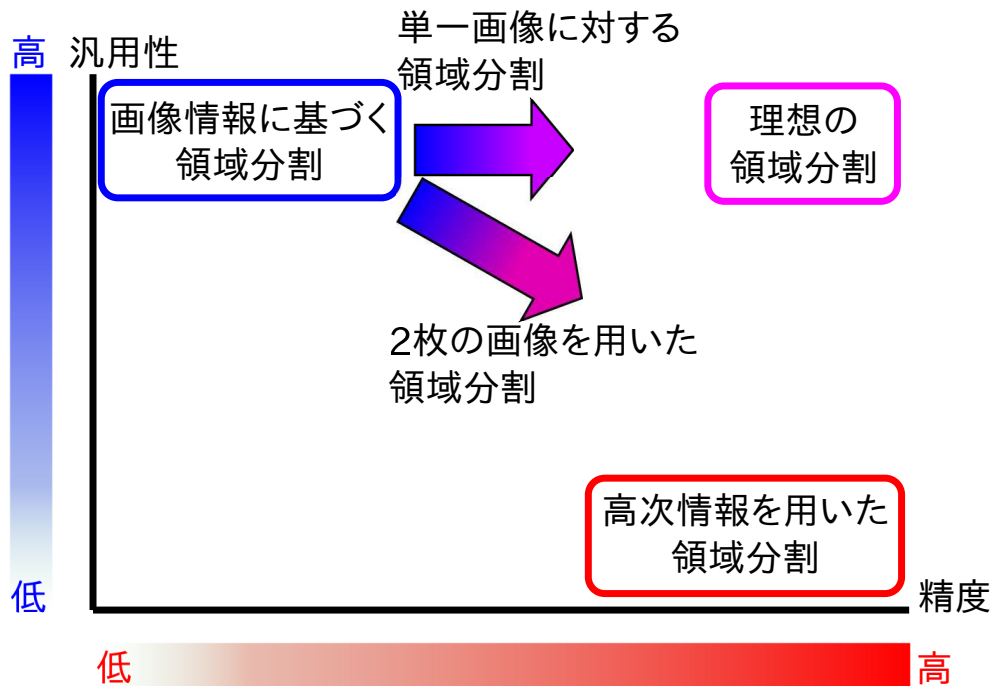 高
汎用性
単一画像に対する
領域分割
画像情報に基づく
領域分割
理想の
領域分割
2枚の画像を用いた
領域分割
高次情報を用いた
領域分割
低
精度
低
高